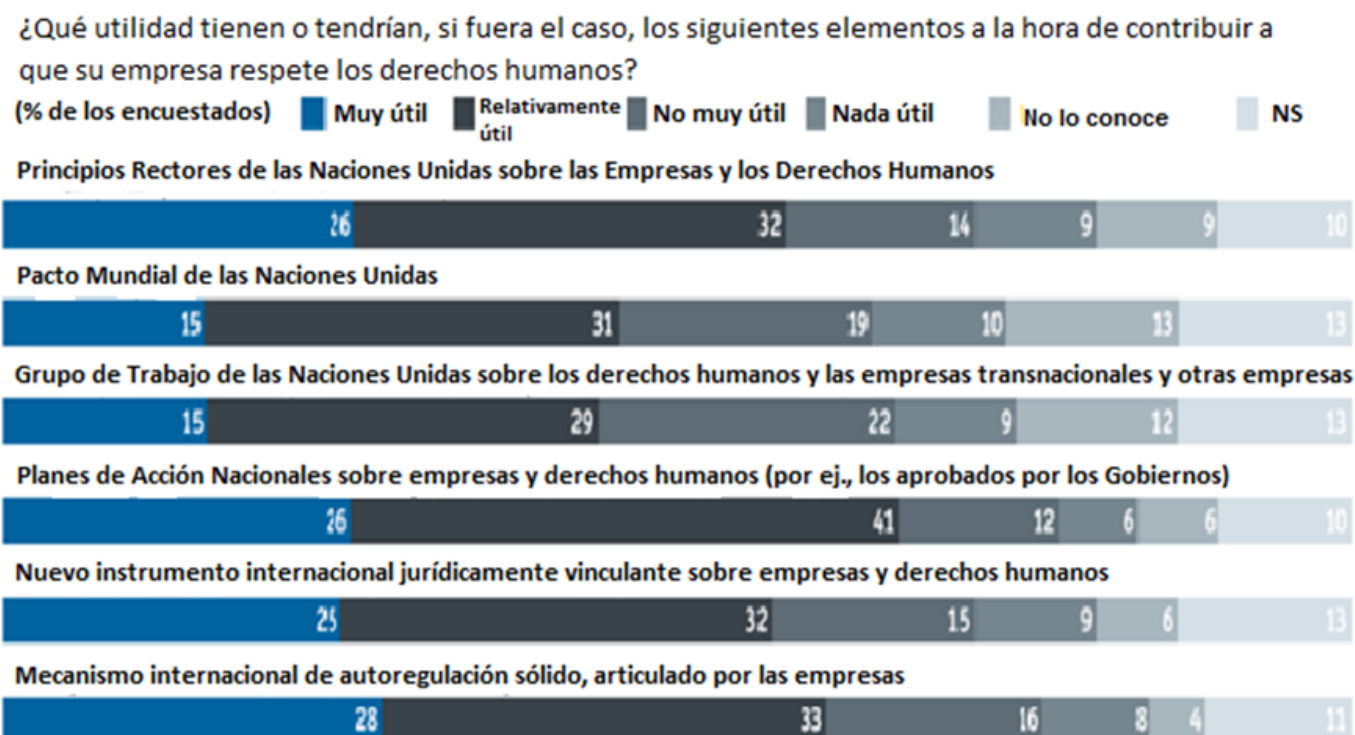 ¿Qué utilidad tienen o tendrían, si fuera el caso, los siguientes elementos a la hora de contribuir a
que su empresa respete los derechos humanos?
(% de los encuestados) Muy útil Relativamente útil No muy útil Nada útil No lo conoce NS
Principios Rectores de las Naciones Unidas sobre las Empresas y los Derechos Humanos
26 32 14 9 9 10
Pacto Mundial de las Naciones Unidas
15 31 19 10 13 13
Grupo de Trabajo de las Naciones Unidas sobre los derechos humanos y las empresas transnacionales y otras empresas
15 29 22 9 12 13
Planes de Acción Nacionales sobre empresas y derechos humanos (por ej., los aprobados por los Gobiernos)
26 41 12 6 6 10
Nuevo instrumento internacional jurídicamente vinculante sobre empresas y derechos humanos
25 32 15 9 6 13
Mecanismo internacional de autoregulación sólido, articulado por las empresas
28 33 16 8 4 11